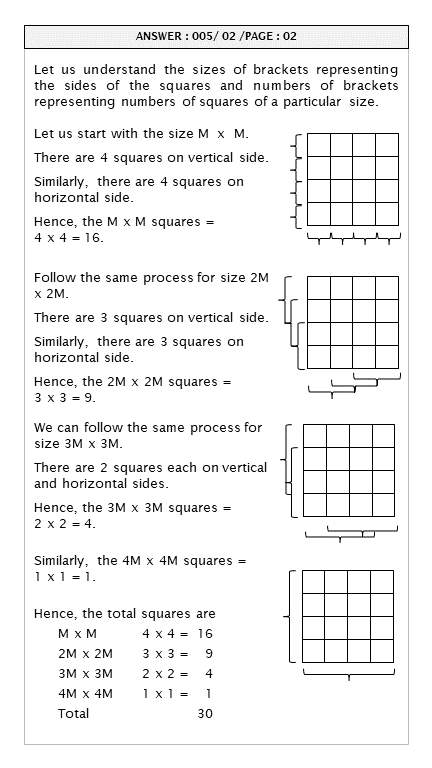 ANSWER : 005/ 02 /PAGE : 02
Let us understand the sizes of brackets representing
the sides of the squares and numbers of brackets
representing numbers of squares of a particular size.
Let us start with the size M x M.
There are 4 squares on vertical side.
Similarly, there are 4 squares on
horizontal side.
Hence, the M x M squares =
4 x 4 = 16.
Follow the same process for size 2M
x 2M.
There are 3 squares on vertical side.
Similarly, there are 3 squares on
horizontal side.
Hence, the 2M x 2M squares =
3 x 3 = 9.
We can follow the same process for
size 3M x 3M.
There are 2 squares each on vertical
and horizontal sides.
Hence, the 3M x 3M squares =
2 x 2 = 4.
Similarly, the 4M x 4M squares =
1 x 1 = 1.
Hence, the total squares are
M x M 4 x 4 = 16
2M x 2M 3 x 3 = 9
3M x 3M 2 x 2 = 4
4M x 4M 1 x 1 = 1
Total 30